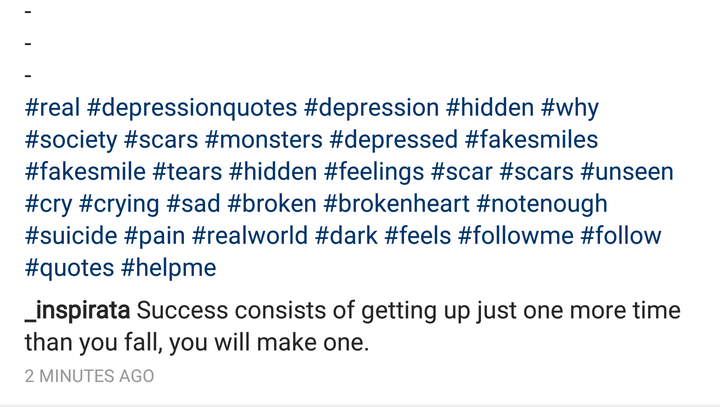 -
-
-
#real #depressionquotes #depression #hidden #why
#society #scars #monsters #depressed #fakesmiles
#fakesmile #tears #hidden #feelings #scar #scars #unseen
#cry #crying #sad #broken #brokenheart #notenough
#suicide #pain #realworld #dark #feels #followme #follow
#quotes #helpme
_inspirata Success consists of getting up just one more time
than you fall, you will make one.
2 MINUTES AGO